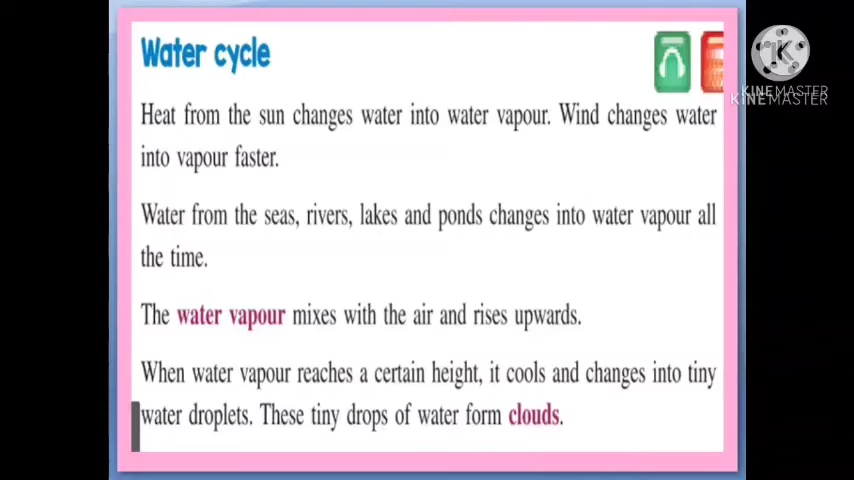 Water cycle
KINEMASTER
KINEMASTER
Heat from the sun changes water into water vapour. Wind changes water
into vapour faster.
Water from the seas, rivers, lakes and ponds changes into water vapour all
the time.
The water vapour mixes with the air and rises upwards.
When water vapour reaches a certain height, it cools and changes into tiny
water droplets. These tiny drops of water form clouds.